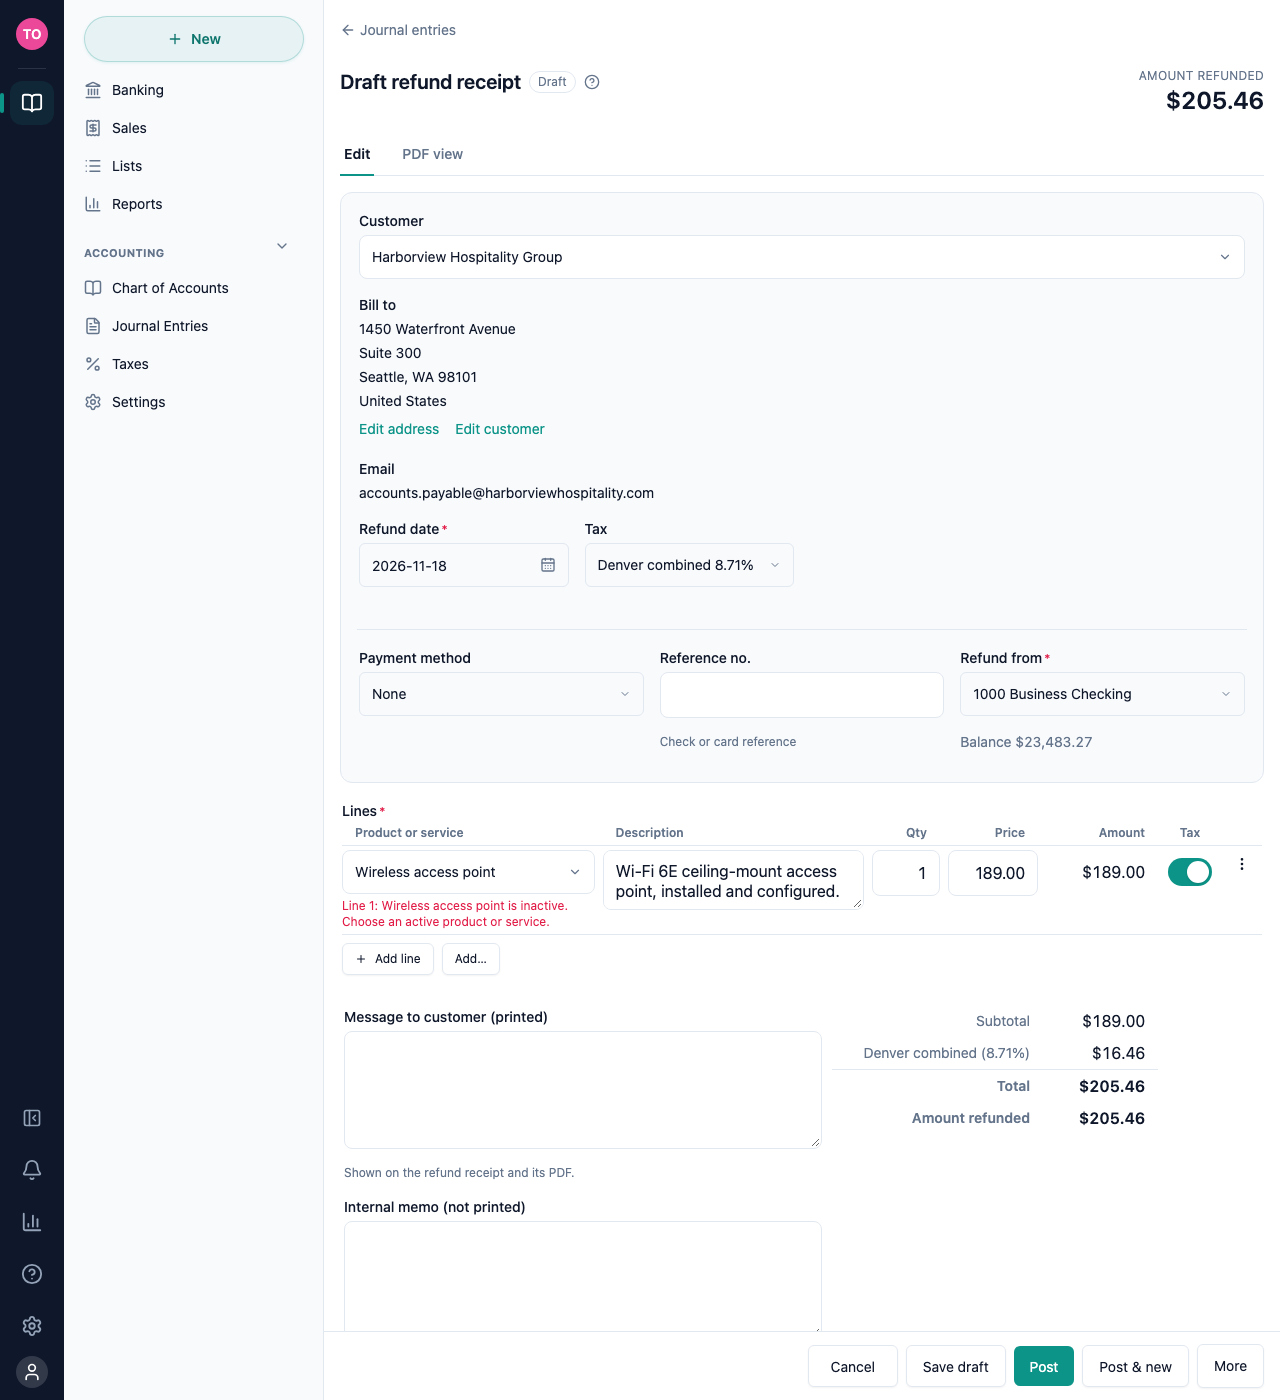 TO
New
Banking
Sales
Lists
Reports
ACCOUNTING
Chart of Accounts
Journal Entries
Taxes
Settings
Journal entries
Draft refund receipt
Draft
AMOUNT REFUNDED
$205.46
Edit
PDF view
Customer
Harborview Hospitality Group
Bill to
1450 Waterfront Avenue
Suite 300
Seattle, WA 98101
United States
Edit address
Edit customer
Email
accounts.payable@harborviewhospitality.com
Refund date*
Tax
2026-11-18
Denver combined 8.71%
Payment method
Reference no.
Refund from*
None
1000 Business Checking
Check or card reference
Balance $23,483.27
Lines*
Product or service
Description
Qty
Price
Amount
Tax
Wireless access point
Wi-Fi 6E ceiling-mount access
point, installed and configured.
1
189.00
$189.00
Line 1: Wireless access point is inactive.
Choose an active product or service.
Add line
Add...
Message to customer (printed)
Subtotal
$189.00
Denver combined (8.71%)
$16.46
Total
$205.46
Amount refunded
$205.46
Shown on the refund receipt and its PDF.
Internal memo (not printed)
Cancel
Save draft
Post
Post & new
More